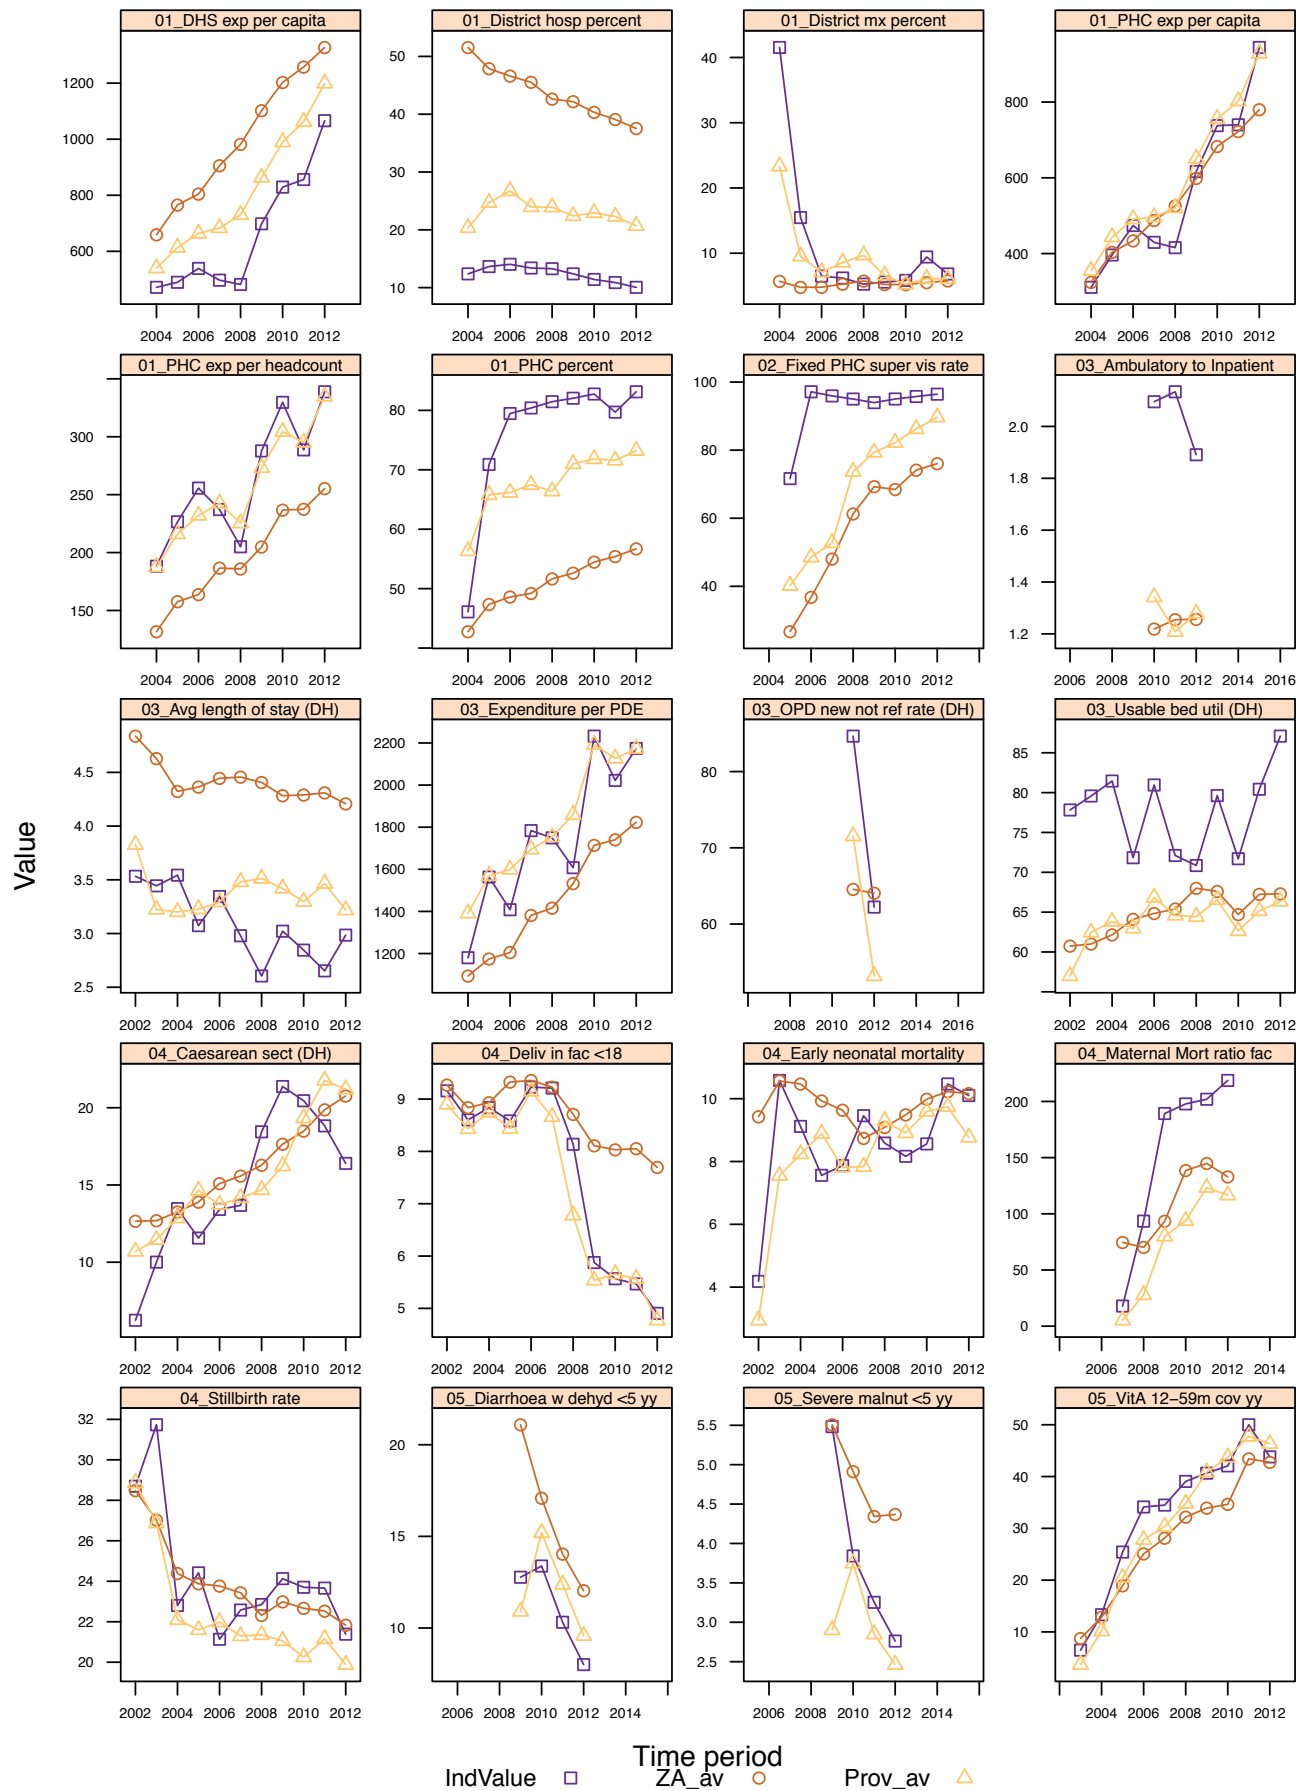 01_DHS exp per capita 01_District hosp percent 01_District mx percent 01_PHC exp per capita
1200 1000 800 600
50 40 30 20 10
40 30 20 10
800 600 400
2004 2006 2008 2010 2012 2004 2006 2008 2010 2012 2004 2006 2008 2010 2012 2004 2006 2008 2010 2012
01_PHC exp per headcount 01_PHC percent 02_Fixed PHC super vis rate 03_Ambulatory to Inpatient
300 250 200 150
80 70 60 50
100 80 60 40
2.0 1.8 1.6 1.4 1.2
2004 2006 2008 2010 2012 2004 2006 2008 2010 2012 2004 2006 2008 2010 2012 2006 2008 2010 2012 2014 2016
03_Avg length of stay (DH) 03_Expenditure per PDE 03_OPD new not ref rate (DH) 03_Usable bed util (DH)
4.5 4.0 3.5 3.0 2.5
2200 2000 1800 1600 1400 1200
80 70 60
85 80 75 70 65 60
2002 2004 2006 2008 2010 2012 2004 2006 2008 2010 2012 2008 2010 2012 2014 2016 2002 2004 2006 2008 2010 2012
04_Caesarean sect (DH) 04_Deliv in fac <18 04_Early neonatal mortality 04_Maternal Mort ratio fac
20 15 10
9 8 7 6 5
10 8 6 4
200 150 100 50 0
2002 2004 2006 2008 2010 2012 2002 2004 2006 2008 2010 2012 2002 2004 2006 2008 2010 2012 2006 2008 2010 2012 2014
04_Stillbirth rate 05_Diarrhoea w dehyd <5 yy 05_Severe malnut <5 yy 05_VitA 12−59m cov yy
32 30 28 26 24 22 20
20 15 10
5.5 5.0 4.5 4.0 3.5 3.0 2.5
50 40 30 20 10
2002 2004 2006 2008 2010 2012 2006 2008 2010 2012 2014 2006 2008 2010 2012 2014 2004 2006 2008 2010 2012
Value
Time period
IndValue ZA_av Prov_av